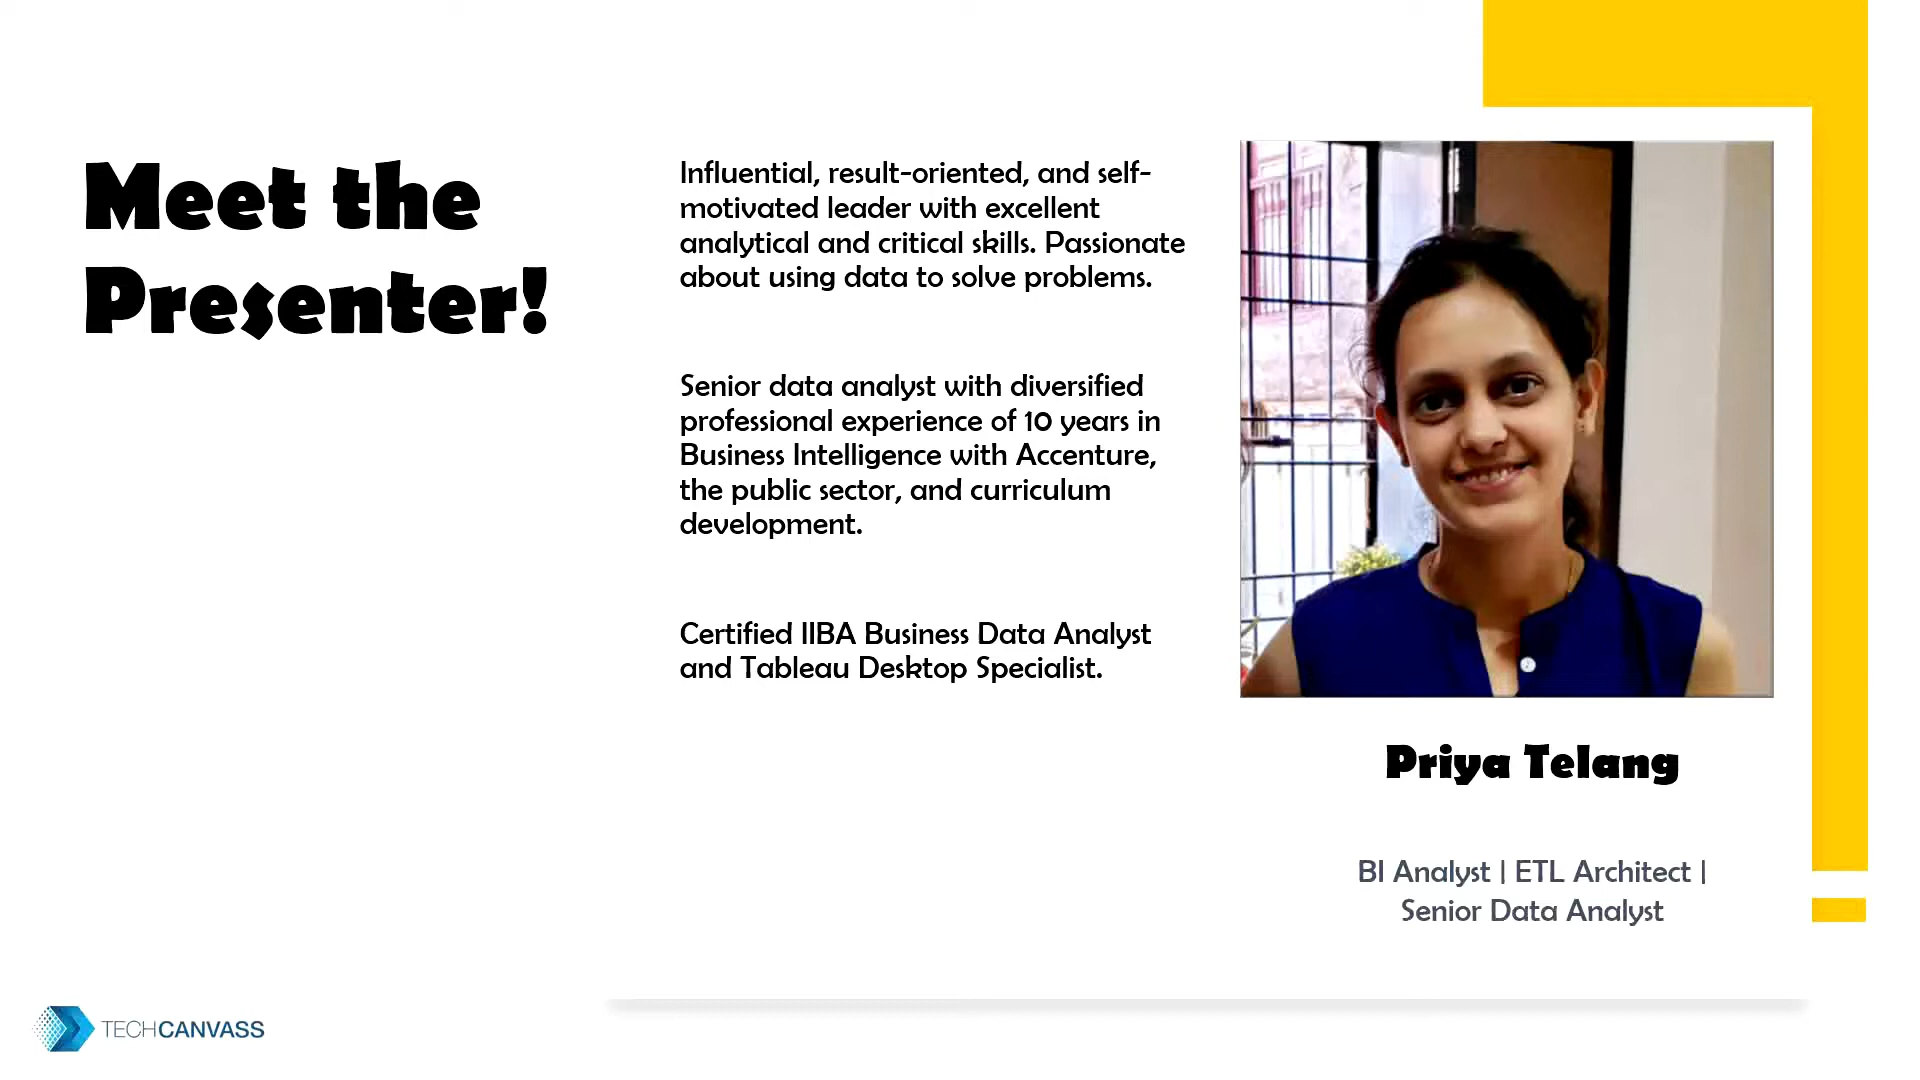 Meet the
Presenter!
Influential, result-oriented, and self-
motivated leader with excellent
analytical and critical skills. Passionate
about using data to solve problems.
Senior data analyst with diversified
professional experience of 10 years in
Business Intelligence with Accenture,
the public sector, and curriculum
development.
Certified IIBA Business Data Analyst
and Tableau Desktop Specialist.
Priya Telang
BI Analyst | ETL Architect |
Senior Data Analyst
TECHCANVASS